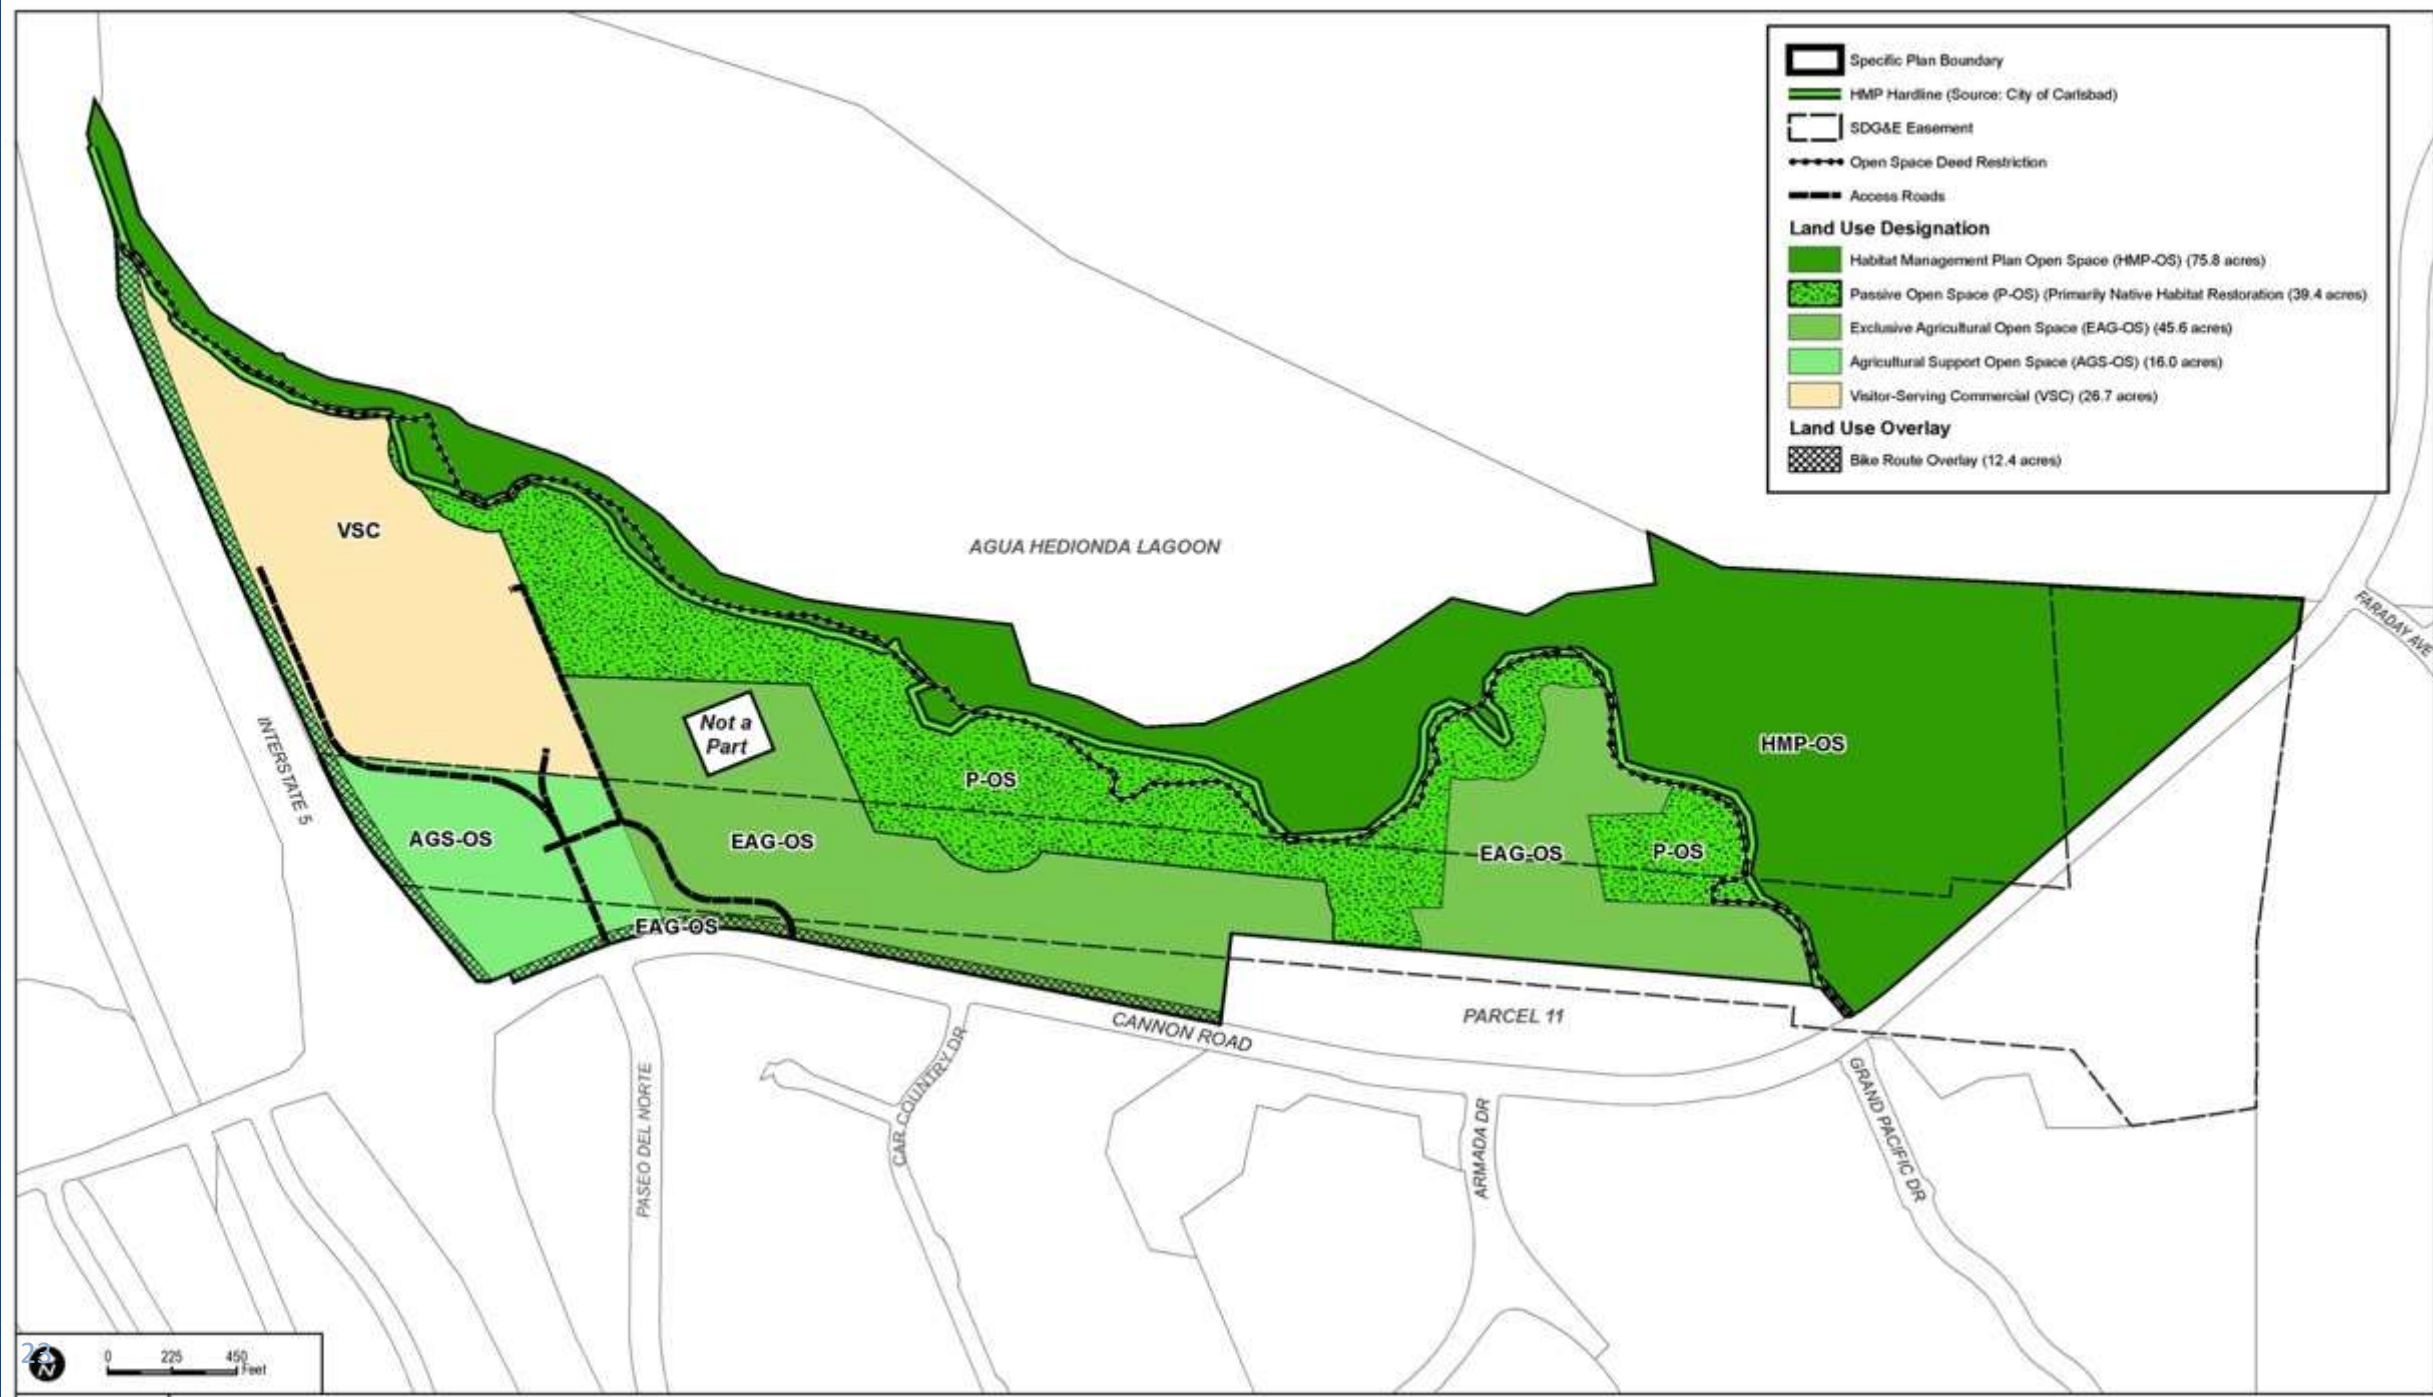 Specific Plan Boundary
HMP Hardline (Source: City of Carlsbad)
SDG&E Easement
Open Space Deed Restriction
Access Roads
Land Use Designation
Habitat Management Plan Open Space (HMP-OS) (75.8 acres)
Passive Open Space (P-OS) (Primarily Native Habitat Restoration (39.4 acres)
Exclusive Agricultural Open Space (EAG-OS) (45.6 acres)
Agricultural Support Open Space (AGS-OS) (16.0 acres)
Visitor-Serving Commercial (VSC) (26.7 acres)
Land Use Overlay
Bike Route Overlay (12.4 acres)
VSC
AGUA HEDIONDA LAGOON
FARADAY AVE
Not a
Part
INTERSTATE 5
P-OS
HMP-OS
AGS-OS
EAG-OS
EAG-OS
P-OS
EAG-OS
PARCEL 11
CANNON ROAD
PASEO DEL NORTE
CAR COUNTRY DR
ARMADA DR
GRAND PACIFIC DR
23
N
0 225 450
Feet